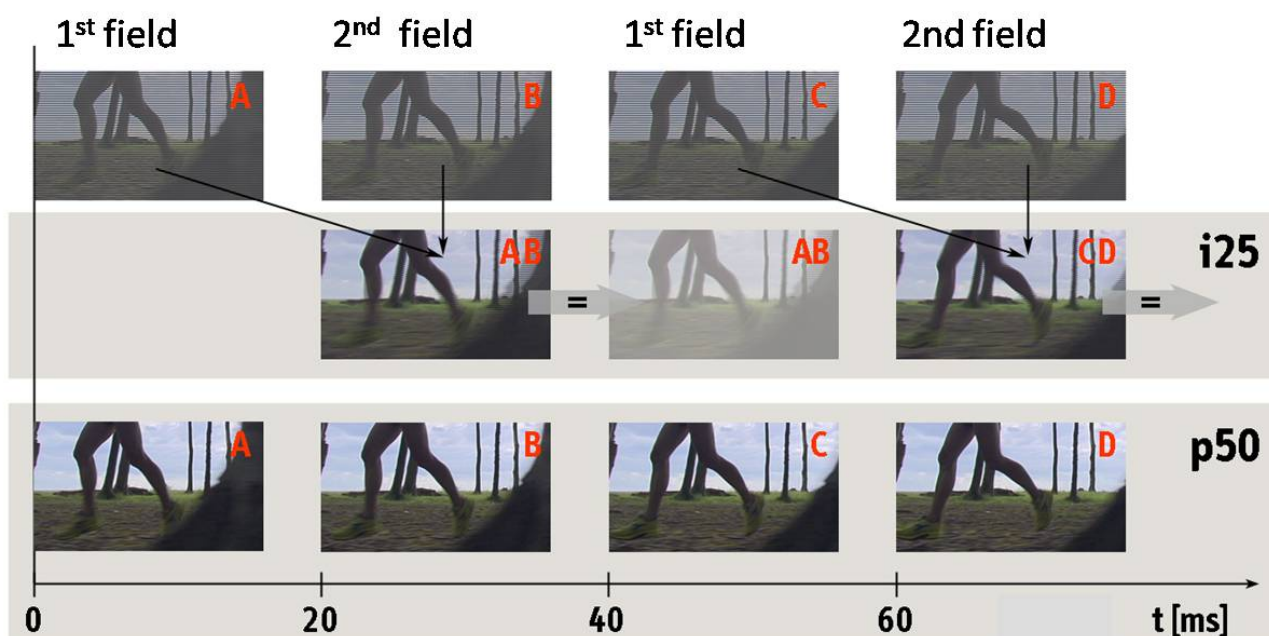 1st field 2nd field 1st field 2nd field
A B C D
i25
AB AB CD
= =
p50
A B C D
0 20 40 60 t [ms]